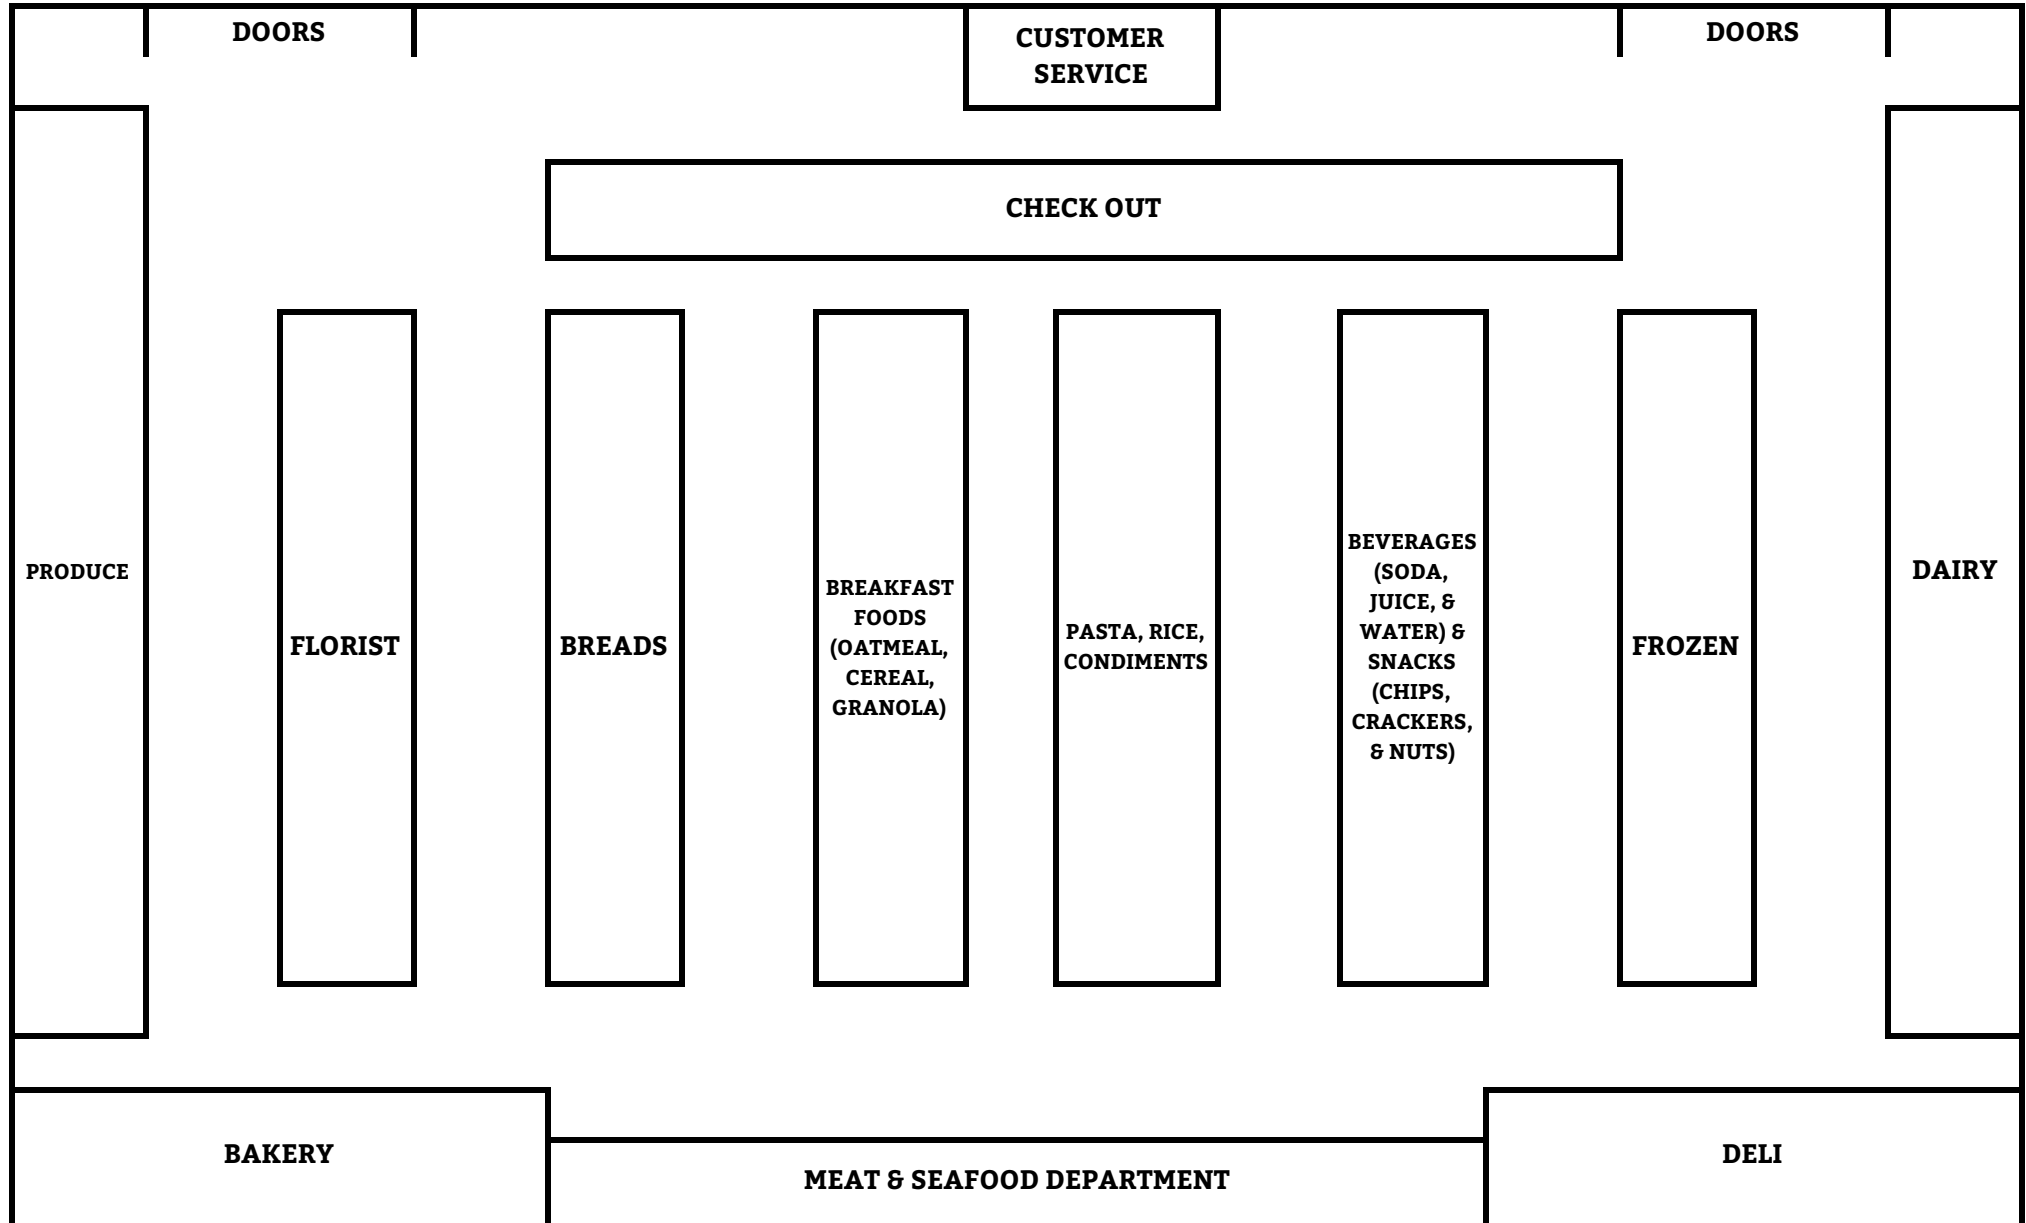 DOORS
CUSTOMER
SERVICE
DOORS
CHECK OUT
PRODUCE
FLORIST
BREADS
BREAKFAST
FOODS
(OATMEAL,
CEREAL,
GRANOLA)
PASTA, RICE,
CONDIMENTS
BEVERAGES
(SODA,
JUICE, &
WATER) &
SNACKS
(CHIPS,
CRACKERS,
& NUTS)
FROZEN
DAIRY
BAKERY
MEAT & SEAFOOD DEPARTMENT
DELI